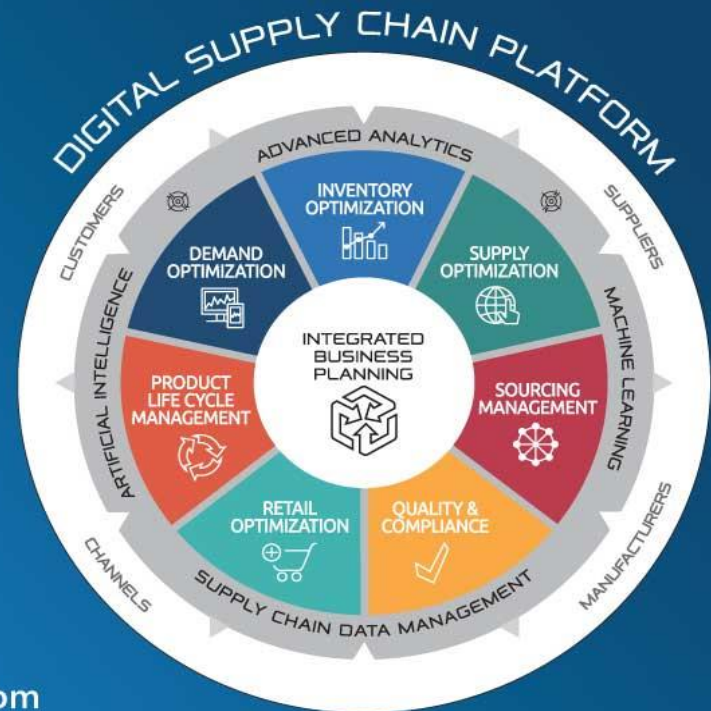 DIGITAL SUPPLY CHAIN PLATFORM
CUSTOMERS
SUPPLIERS
ADVANCED ANALYTICS
ARTIFICIAL INTELLIGENCE
MACHINE LEARNING
INVENTORY
OPTIMIZATION
DEMAND
OPTIMIZATION
SUPPLY
OPTIMIZATION
INTEGRATED
BUSINESS
PLANNING
PRODUCT
LIFE CYCLE
MANAGEMENT
SOURCING
MANAGEMENT
RETAIL
OPTIMIZATION
QUALITY &
COMPLIANCE
SUPPLY CHAIN DATA MANAGEMENT
CHANNELS
MANUFACTURERS